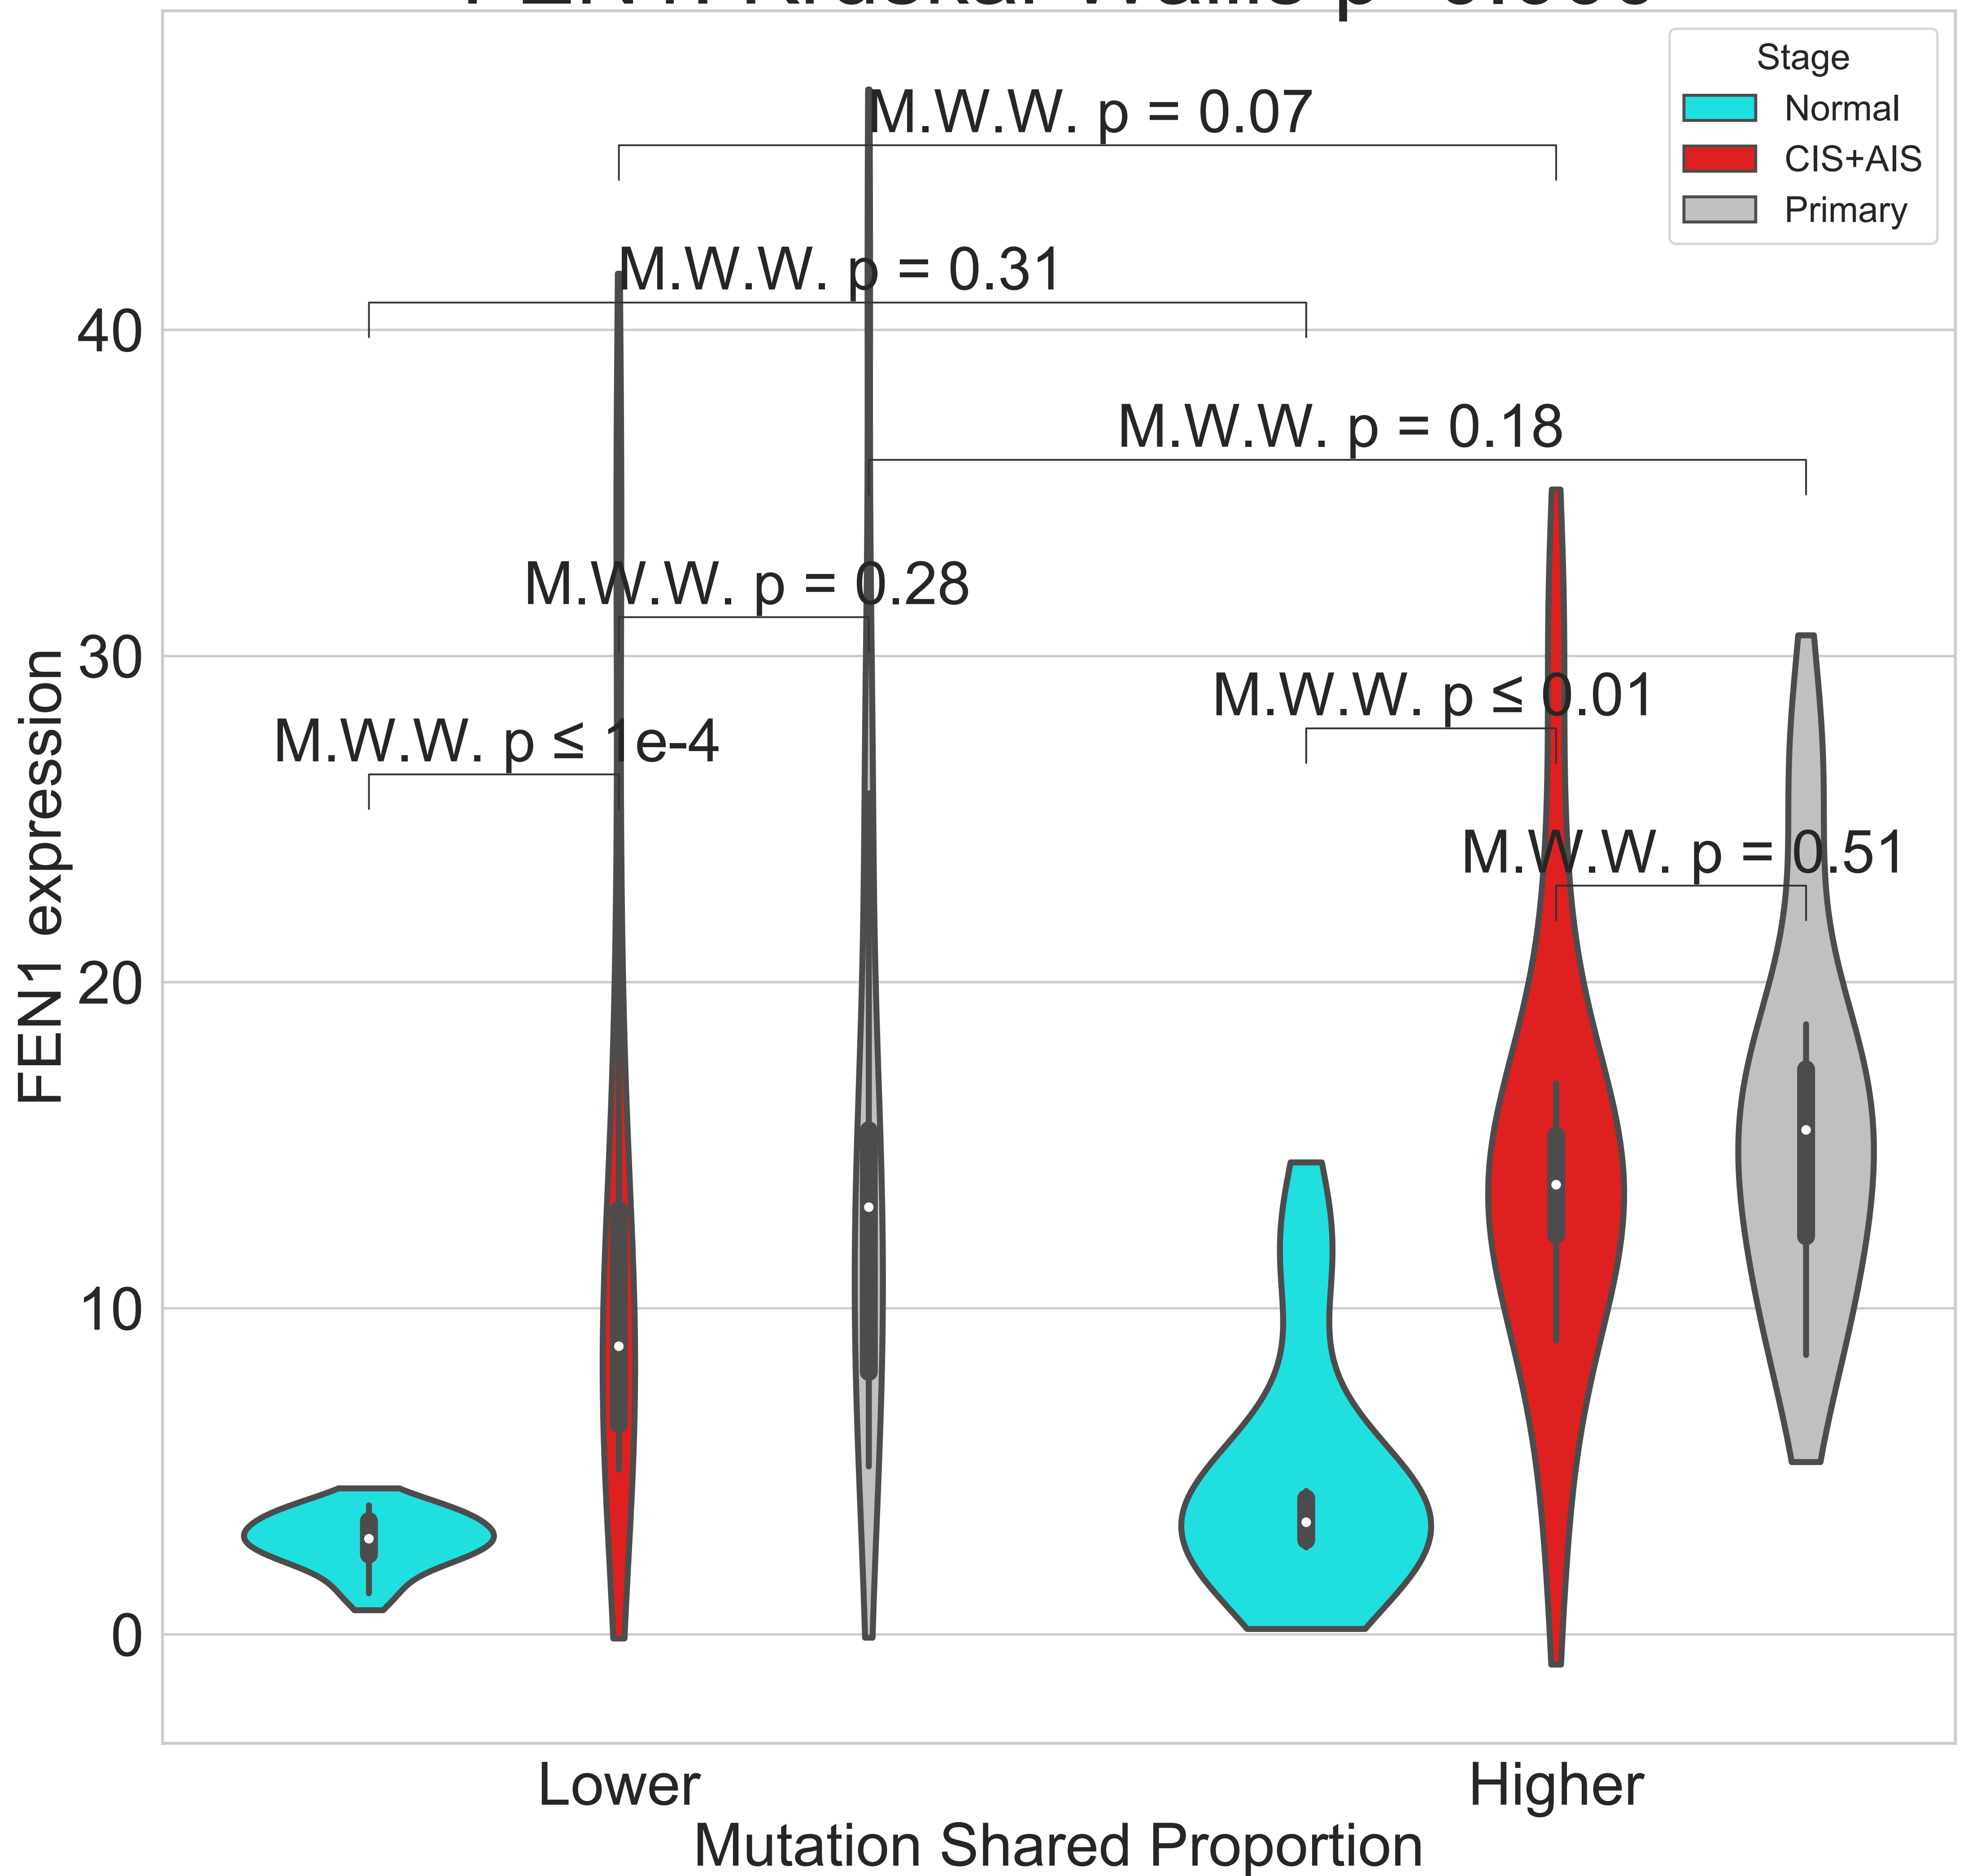 Stage
Normal
CIS+AIS
Primary
M.W.W. p = 0.07
M.W.W. p = 0.31
M.W.W. p = 0.18
M.W.W. p = 0.28
M.W.W. p ≤ 0.01
M.W.W. p ≤ 1e-4
M.W.W. p = 0.51
FEN1 expression
40
30
20
10
0
Lower
Higher
Mutation Shared Proportion